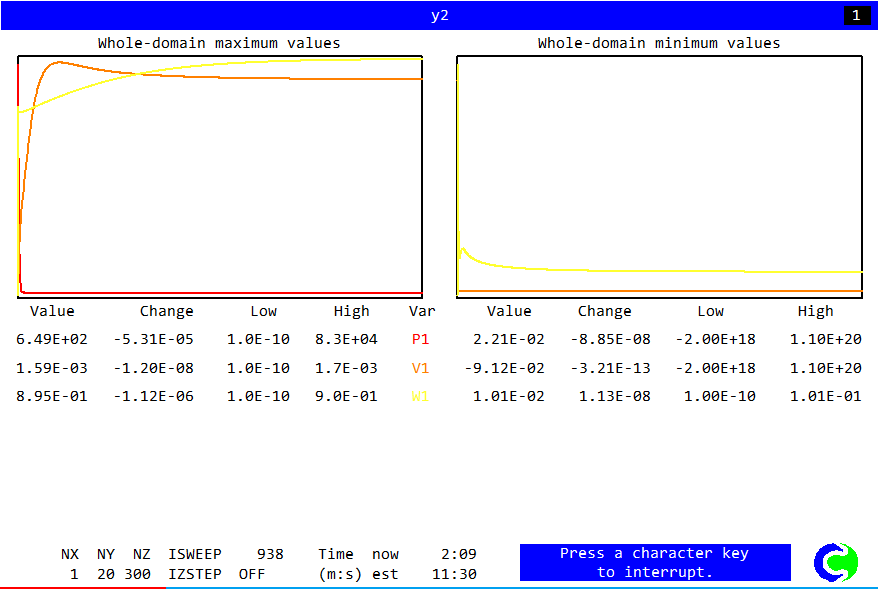 y2
1
Whole-domain maximum values Whole-domain minimum values
Value Change Low High Var Value Change Low High
6.49E+02 -5.31E-05 1.0E-10 8.3E+04 P1 2.21E-02 -8.85E-08 -2.00E+18 1.10E+20
1.59E-03 -1.20E-08 1.0E-10 1.7E-03 V1 -9.12E-02 -3.21E-13 -2.00E+18 1.10E+20
8.95E-01 -1.12E-06 1.0E-10 9.0E-01 W1 1.01E-02 1.13E-08 1.00E-10 1.01E-01
NX NY NZ ISWEEP 938 Time now 2:09
1 20 300 IZSTEP OFF (m:s) est 11:30
Press a character key
to interrupt.